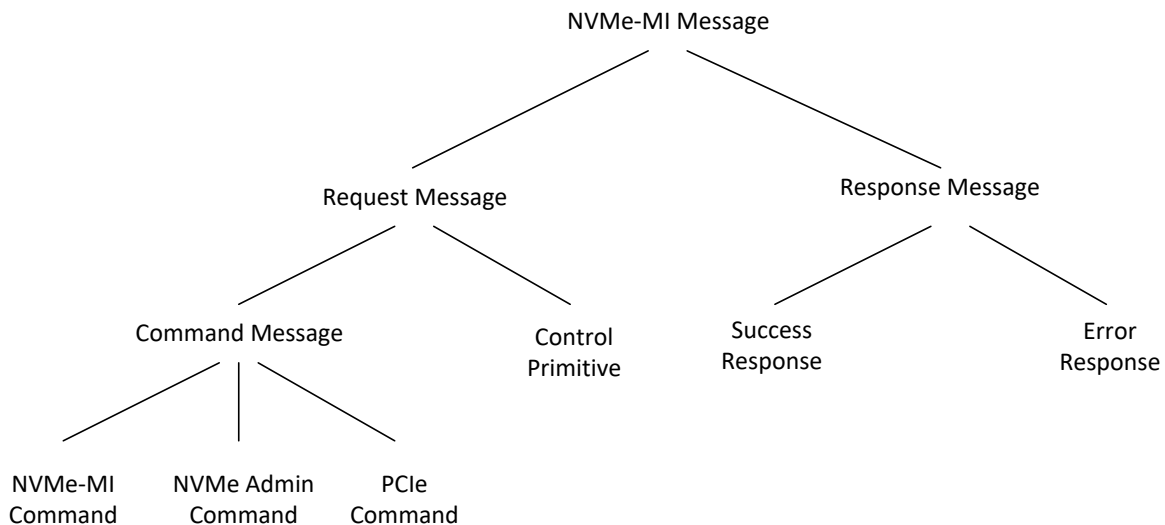 NVMe-MI Message
Request Message
Response Message
Command Message
Control
Primitive
Success
Response
Error
Response
NVMe-MI
Command
NVMe Admin
Command
PCIe
Command